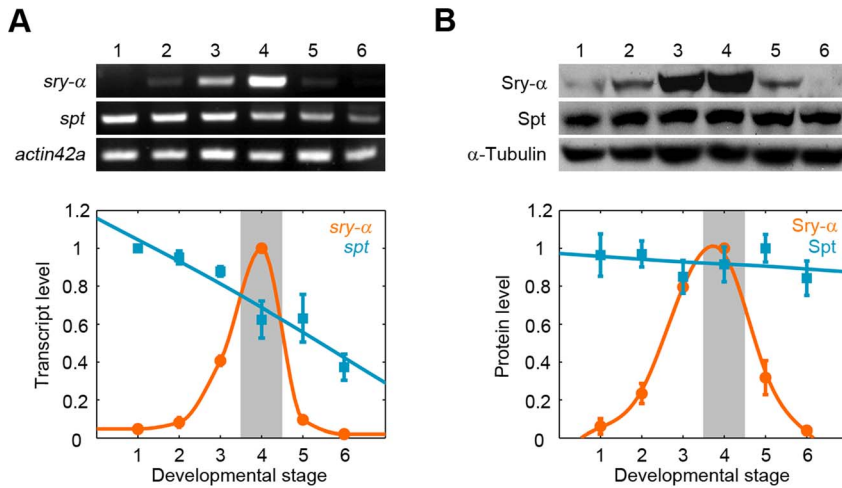 A
1 2 3 4 5 6
sry-α
spt
actin42a
1.2
1
0.8
0.6
0.4
0.2
0
Transcript level
sry-α
spt
1 2 3 4 5 6
Developmental stage
B
1 2 3 4 5 6
Sry-α
Spt
α-Tubulin
1.2
1
0.8
0.6
0.4
0.2
0
Protein level
Sry-α
Spt
1 2 3 4 5 6
Developmental stage